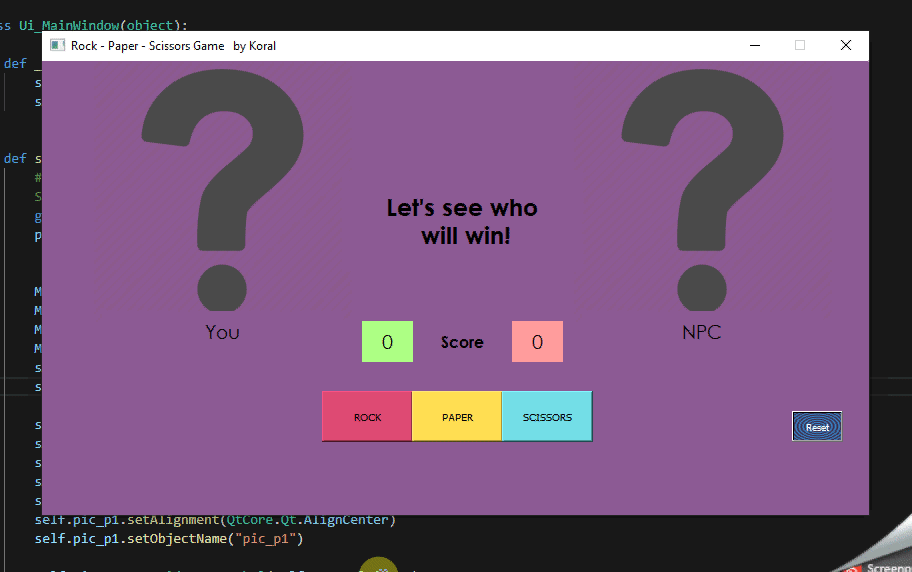 ss Ui_MainWindow(object):
Rock - Paper - Scissors Game by Koral
def _
s
s
def s
#
S
g
p
Let's see who
will win!
M
M
M
M
s
s
You
NPC
0 Score 0
ROCK PAPER SCISSORS
Reset
s
s
s
s
s
self.pic_p1.setAlignment(QtCore.Qt.AlignCenter)
self.pic_p1.setObjectName("pic_p1")